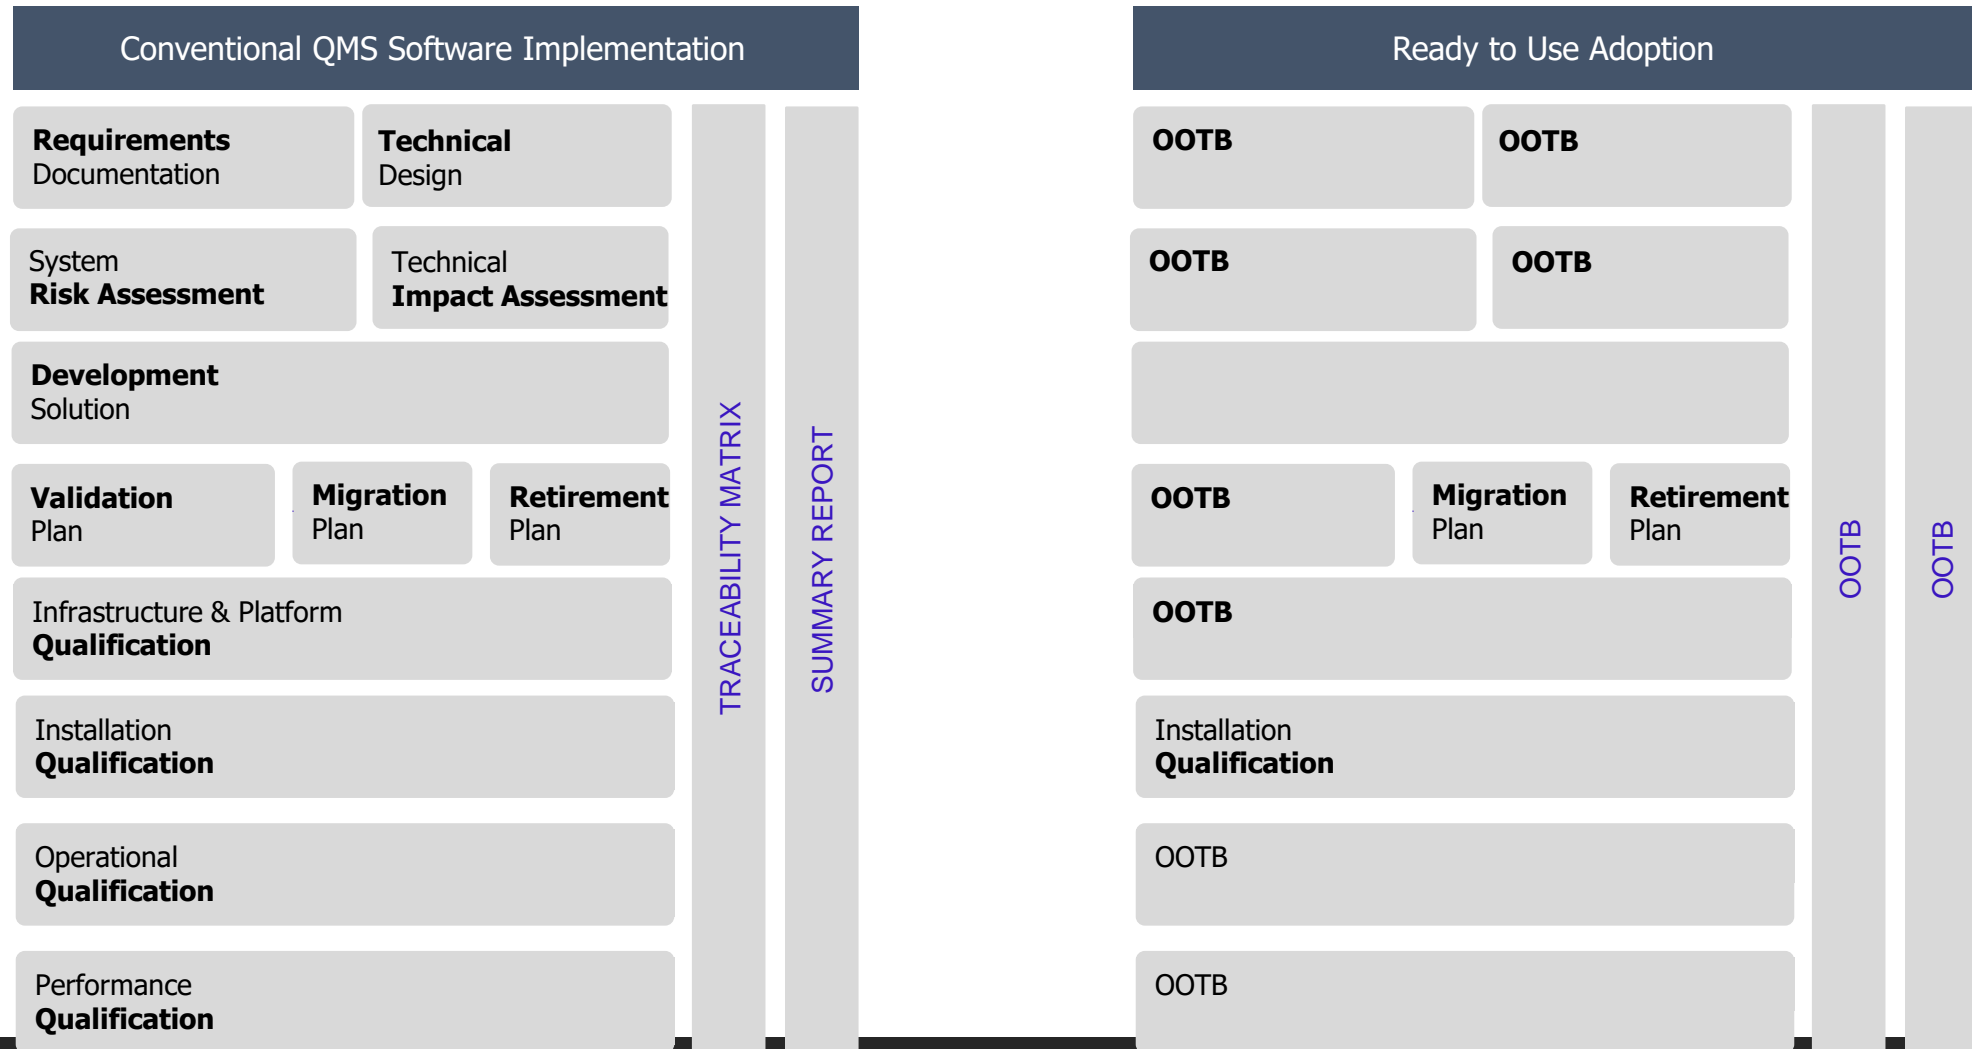 Conventional QMS Software Implementation
Requirements
Documentation
Technical
Design
System
Risk Assessment
Technical
Impact Assessment
Development
Solution
Validation
Plan
Migration
Plan
Retirement
Plan
Infrastructure & Platform
Qualification
Installation
Qualification
Operational
Qualification
Performance
Qualification
TRACEABILITY MATRIX
SUMMARY REPORT
Ready to Use Adoption
OOTB
OOTB
OOTB
OOTB
OOTB
Migration
Plan
Retirement
Plan
OOTB
Installation
Qualification
OOTB
OOTB
OOTB
OOTB